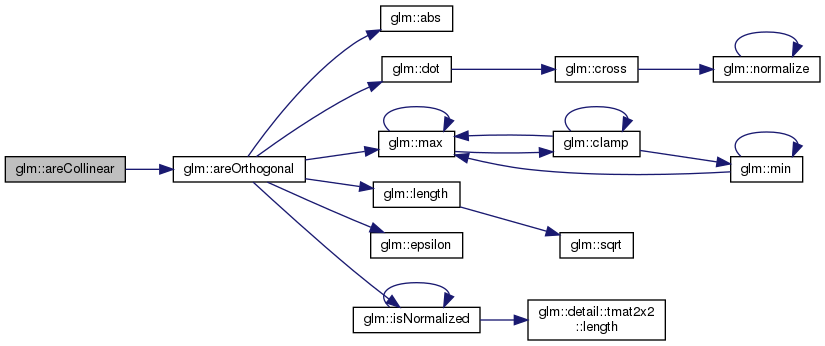 glm::areCollinear
glm::areOrthogonal
glm::abs
glm::dot
glm::cross
glm::normalize
glm::max
glm::clamp
glm::min
glm::length
glm::sqrt
glm::epsilon
glm::isNormalized
glm::detail::tmat2x2
::length